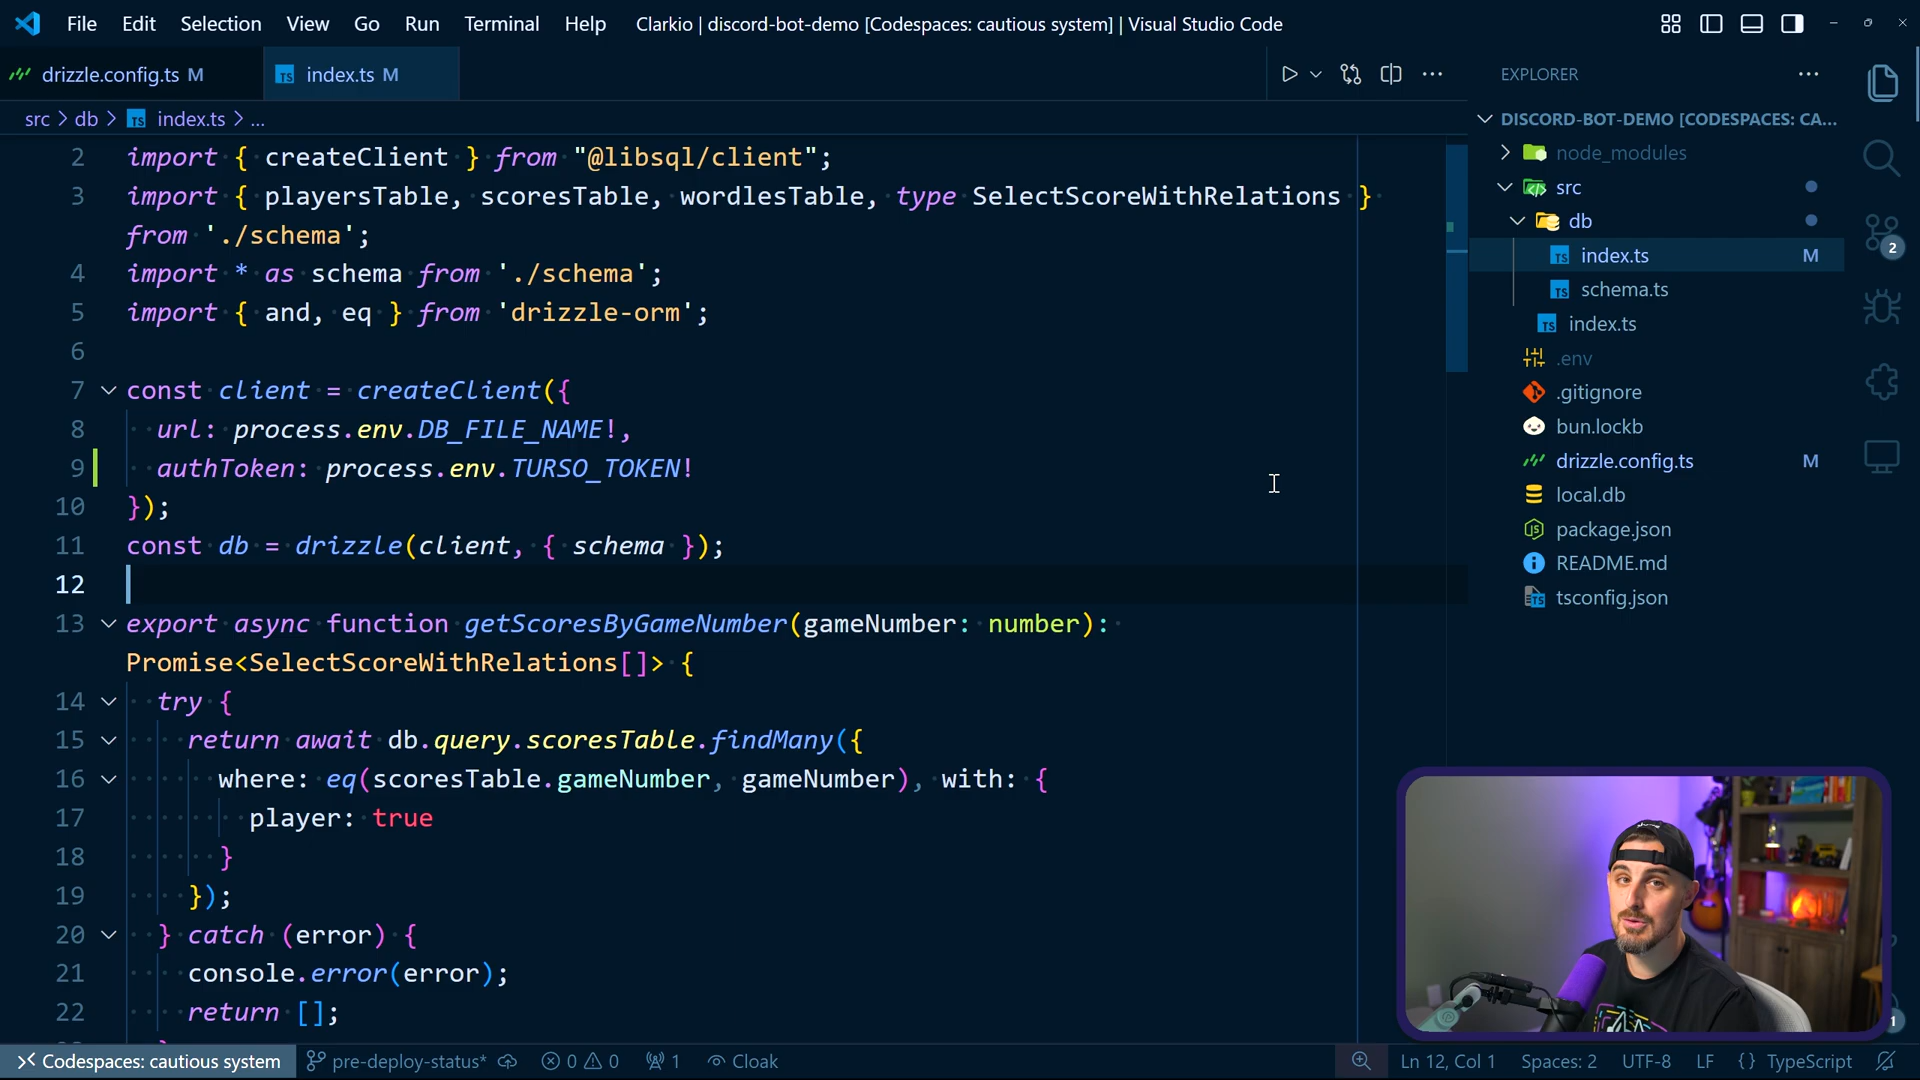 File Edit Selection View Go Run Terminal Help Clarkio | discord-bot-demo [Codespaces: cautious system] | Visual Studio Code
drizzle.config.ts M
TS index.ts M
src > db > TS index.ts > ...
2 import { createClient } from "@libsql/client";
3 import { playersTable, scoresTable, wordlesTable, type SelectScoreWithRelations }
from './schema';
4 import * as schema from './schema';
5 import { and, eq } from 'drizzle-orm';
6
7 const client = createClient({
8 url: process.env.DB_FILE_NAME!,
9 authToken: process.env.TURSO_TOKEN!
10 });
11 const db = drizzle(client, { schema });
12
13 export async function getScoresByGameNumber(gameNumber: number):
Promise<SelectScoreWithRelations[]> {
14 try {
15 return await db.query.scoresTable.findMany({
16 where: eq(scoresTable.gameNumber, gameNumber), with: {
17 player: true
18 }
19 });
20 } catch (error) {
21 console.error(error);
22 return [];
EXPLORER
DISCORD-BOT-DEMO [CODESPACES: CA...
node_modules
src
db
TS index.ts M
TS schema.ts
TS index.ts
.env
.gitignore
bun.lockb
drizzle.config.ts M
local.db
package.json
README.md
tsconfig.json
2
1
Codespaces: cautious system pre-deploy-status* 0 0 1 Cloak
Ln 12, Col 1 Spaces: 2 UTF-8 LF {} TypeScript